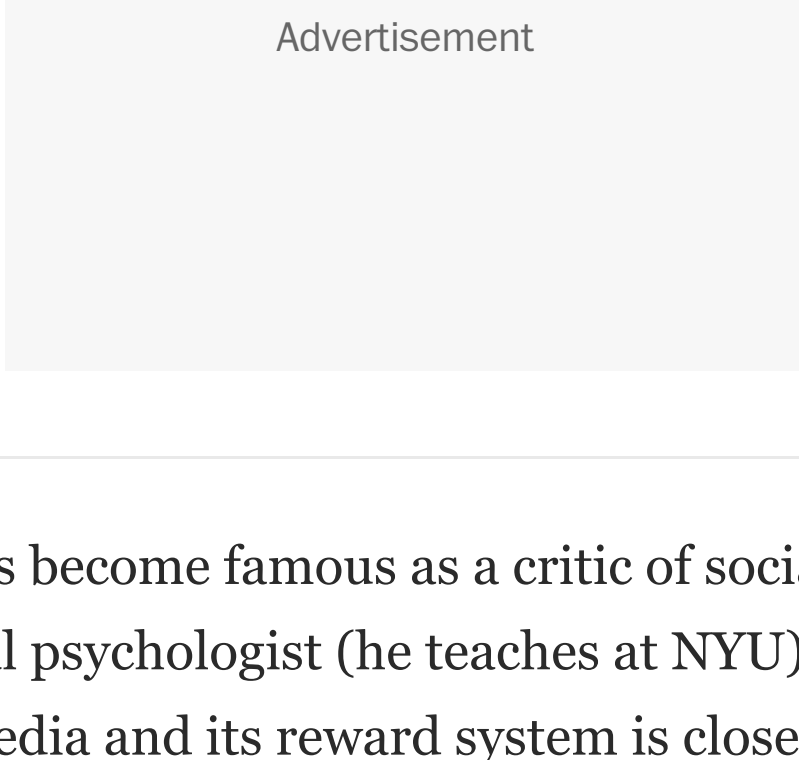 Advertisement
s become famous as a critic of soci
l psychologist (he teaches at NYU)
edia and its reward system is close